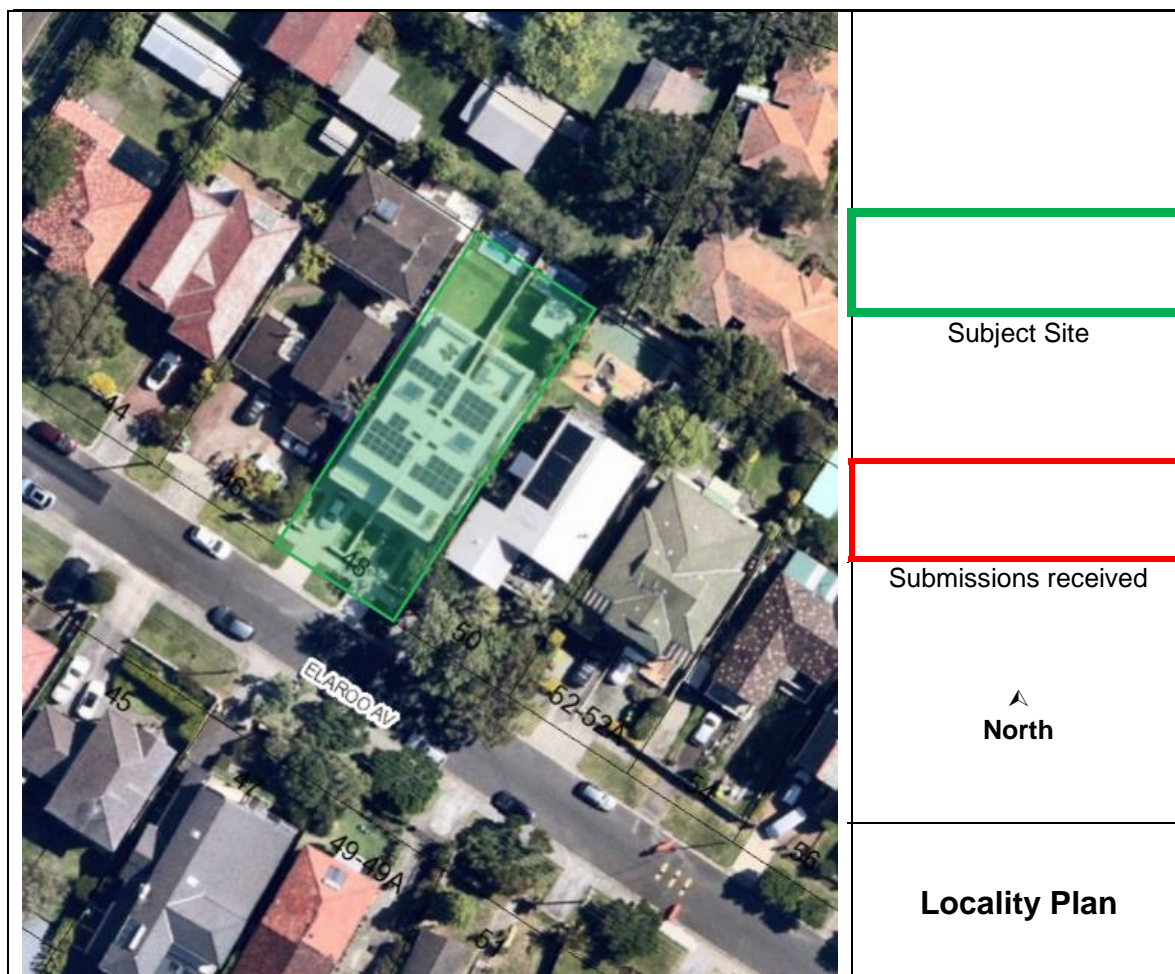 44
46
48
ELAROO AV
50
52-52A
54
56
45
47
49-49A
51
Subject Site
Submissions received
North
Locality Plan